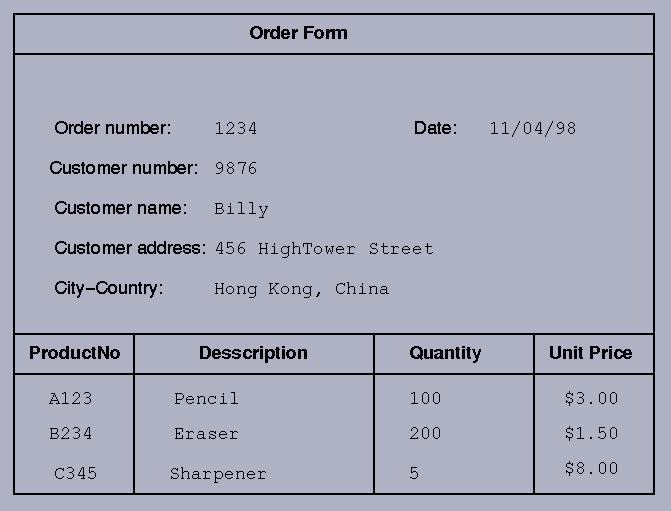 Order Form
Order number: 1234 Date: 11/04/98
Customer number: 9876
Customer name: Billy
Customer address: 456 HighTower Street
City-Country: Hong Kong, China
ProductNo Desscription Quantity Unit Price
A123 Pencil 100 $3.00
B234 Eraser 200 $1.50
C345 Sharpener 5 $8.00